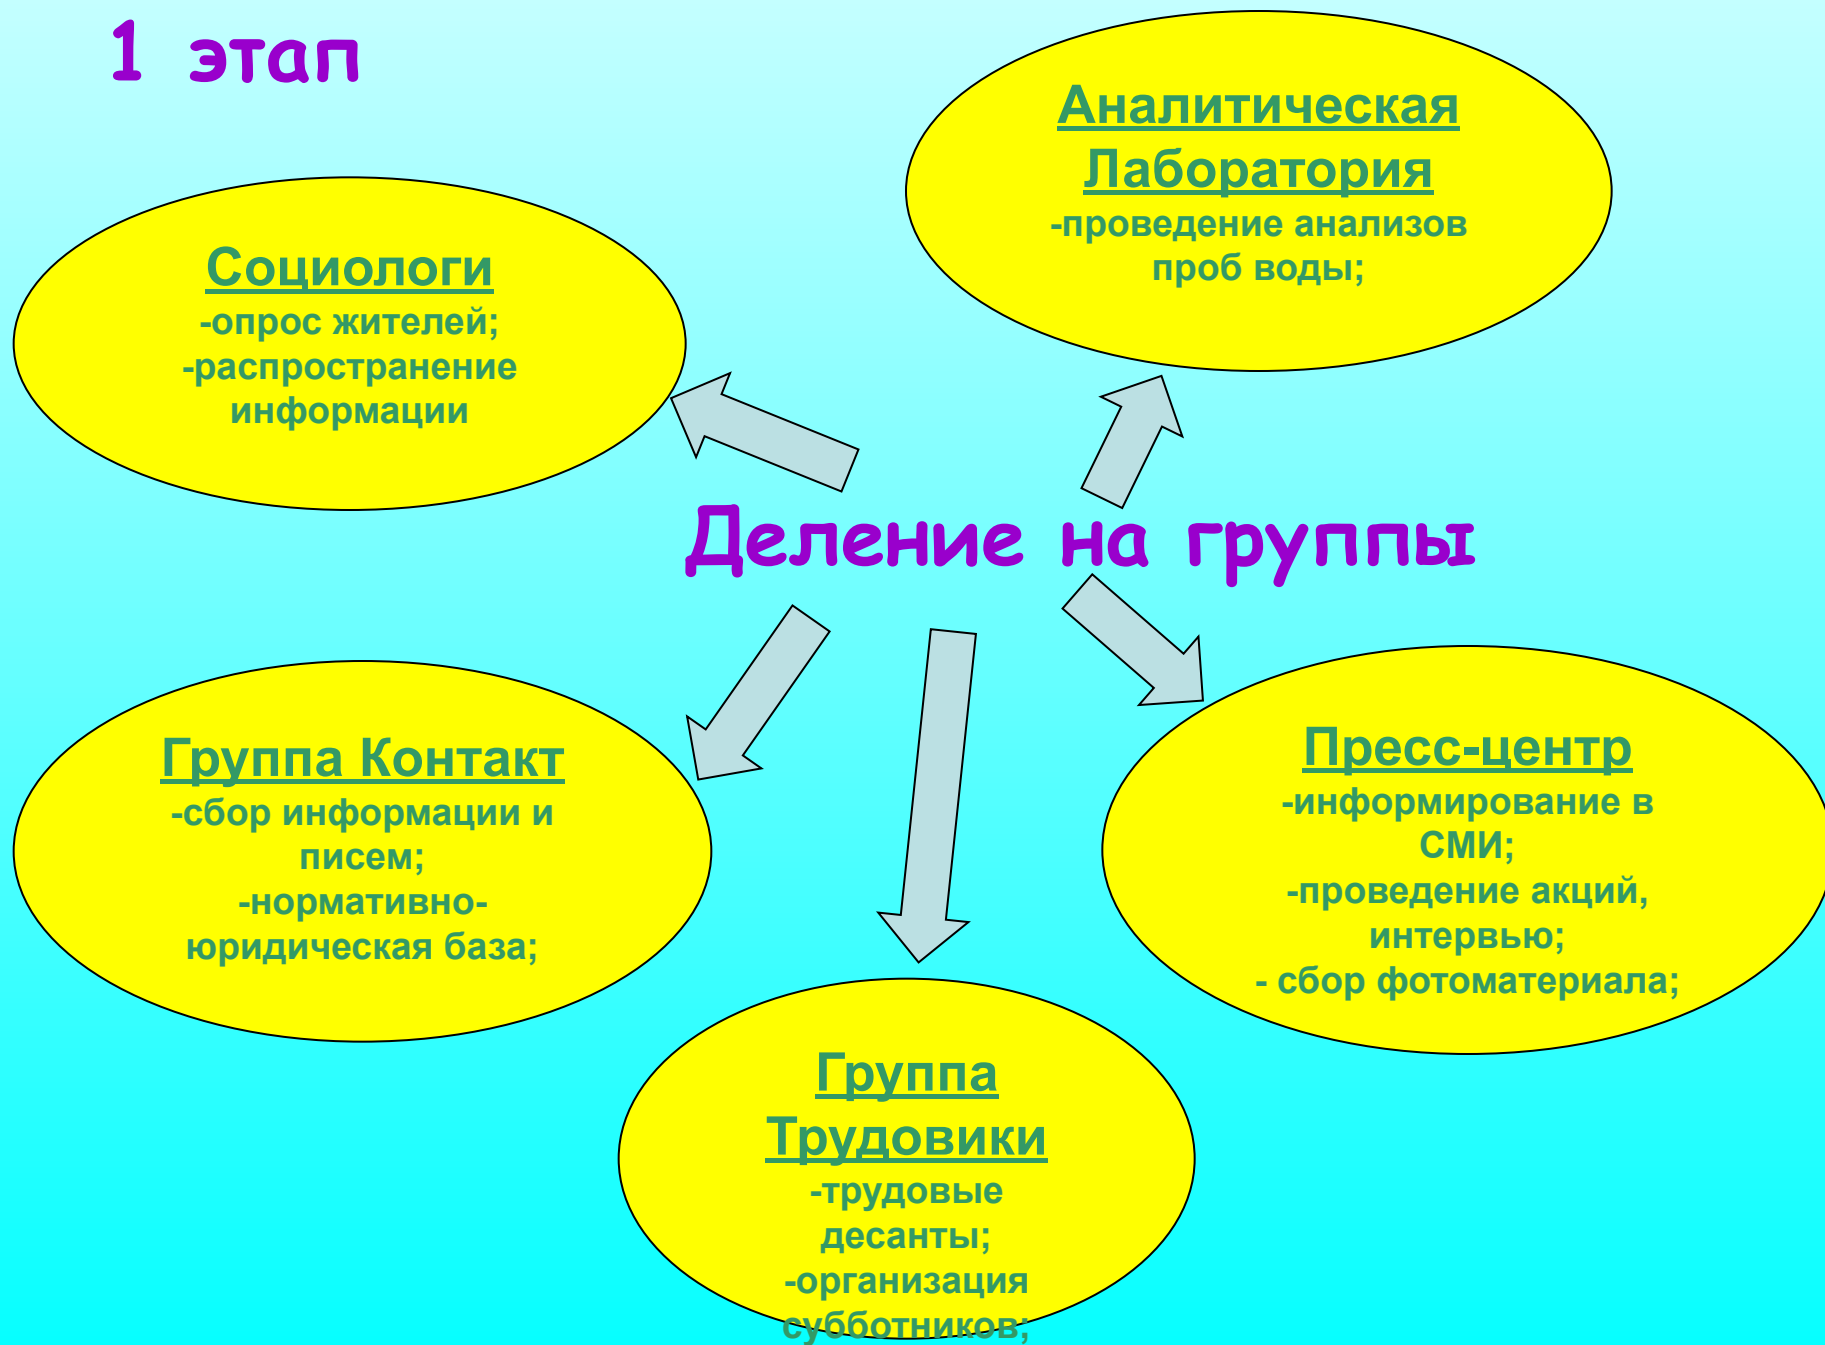 1 этап
Аналитическая
Лаборатория
-проведение анализов
проб воды;
Социологи
-опрос жителей;
-распространение
информации
Деление на группы
Группа Контакт
-сбор информации и
писем;
-нормативно-
юридическая база;
Пресс-центр
-информирование в
СМИ;
-проведение акций,
интервью;
- сбор фотоматериала;
Группа
Трудовики
-трудовые
десанты;
-организация
субботников;